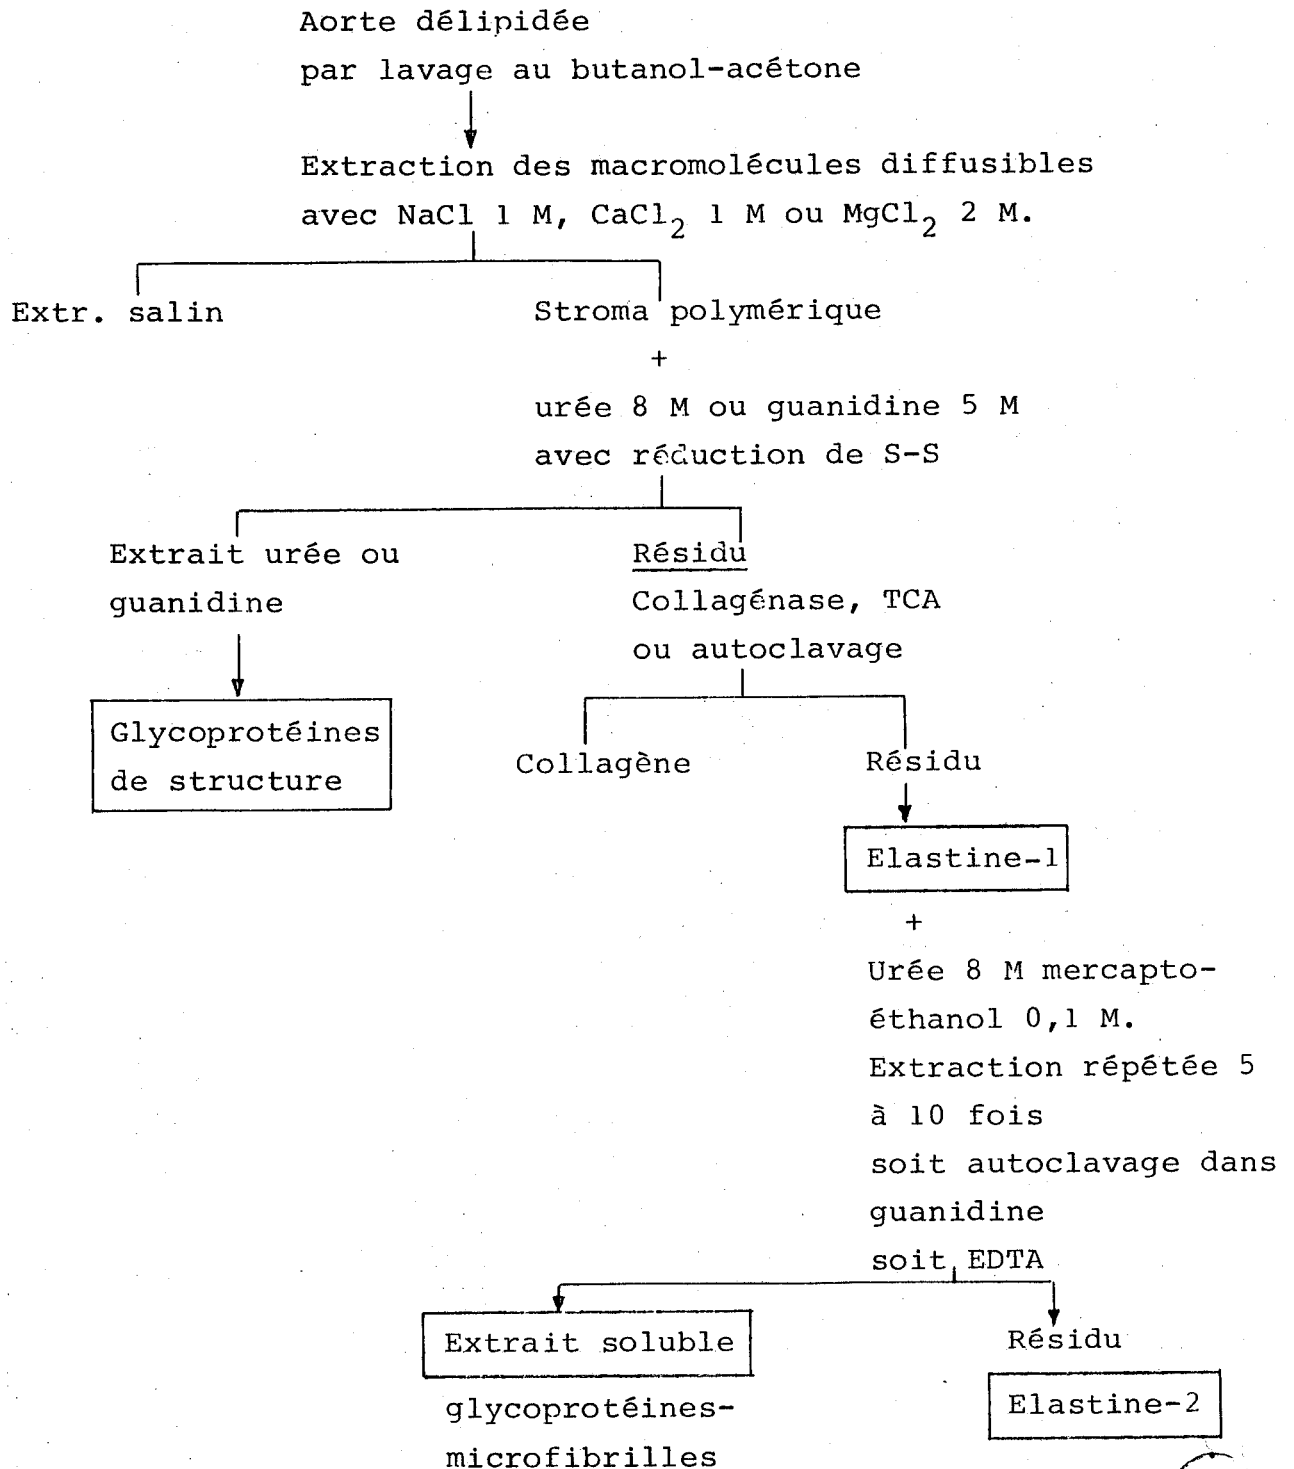 Aorte délipidée
par lavage au butanol-acétone
Extraction des macromolécules diffusibles
avec NaCl 1 M, CaCl₂ 1 M ou MgCl₂ 2 M.
Extr. salin
Stroma polymérique
+
urée 8 M ou guanidine 5 M
avec réduction de S-S
Extrait urée ou
guanidine
Résidu
Collagénase, TCA
ou autoclavage
Glycoprotéines
de structure
Collagène
Résidu
Elastine-1
+
Urée 8 M mercapto-
éthanol 0,1 M.
Extraction répétée 5
à 10 fois
soit autoclavage dans
guanidine
soit EDTA
Extrait soluble
glycoprotéines-
microfibrilles
Résidu
Elastine-2